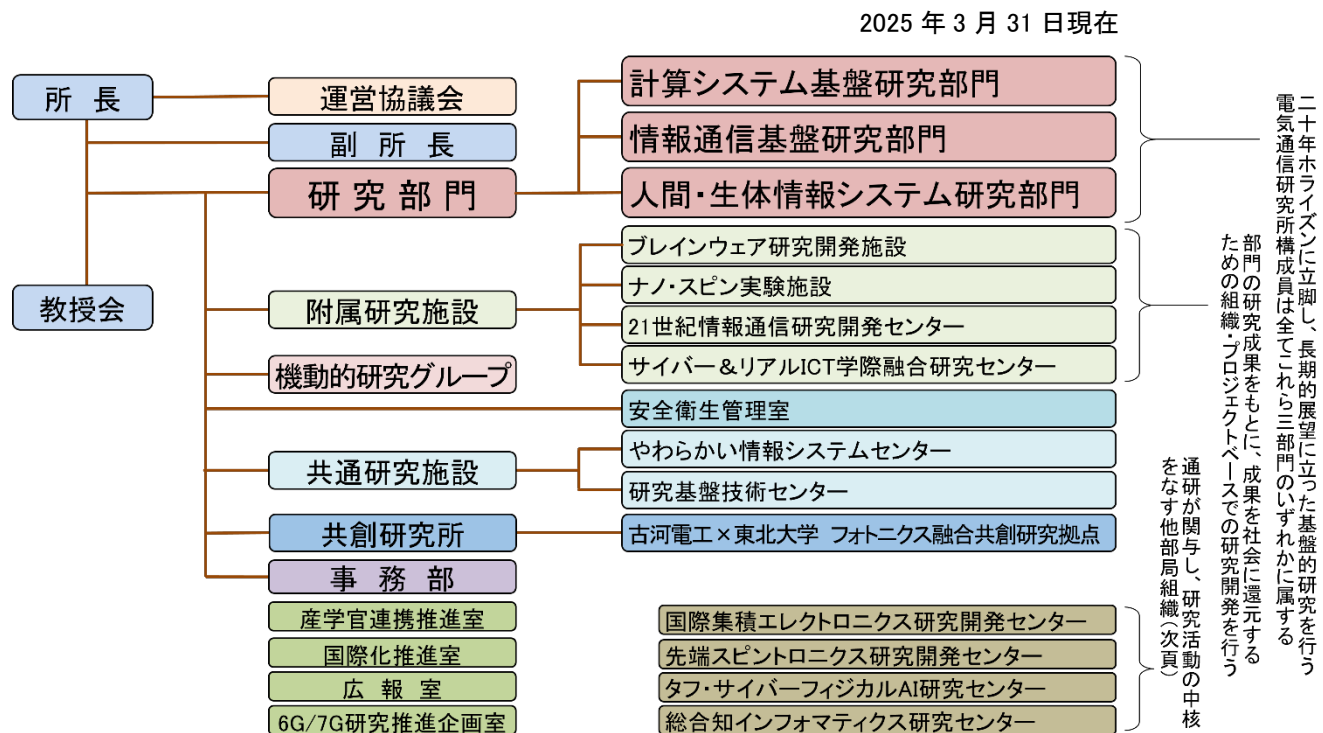 2025 年 3 月 31 日現在
所 長
教授会
運営協議会
副 所 長
研 究 部 門
附属研究施設
機動的研究グループ
共通研究施設
共創研究所
事 務 部
産学官連携推進室
国際化推進室
広 報 室
6G/7G研究推進企画室
計算システム基盤研究部門
情報通信基盤研究部門
人間・生体情報システム研究部門
ブレインウェア研究開発施設
ナノ・スピン実験施設
21世紀情報通信研究開発センター
サイバー＆リアルICT学際融合研究センター
安全衛生管理室
やわらかい情報システムセンター
研究基盤技術センター
古河電工×東北大学 フォトニクス融合共創研究拠点
国際集積エレクトロニクス研究開発センター
先端スピントロニクス研究開発センター
タフ・サイバーフィジカルAI研究センター
総合知インフォマティクス研究センター
二十年ホライズンに立脚し、長期的展望に立った基盤的研究を行う
電気通信研究所構成員は全てこれら三部門のいずれかに属する
部門の研究成果をもとに、成果を社会に還元する
ための組織・プロジェクトベースでの研究開発を行う
通研が関与し、研究活動の中核
をなす他部局組織（次頁）